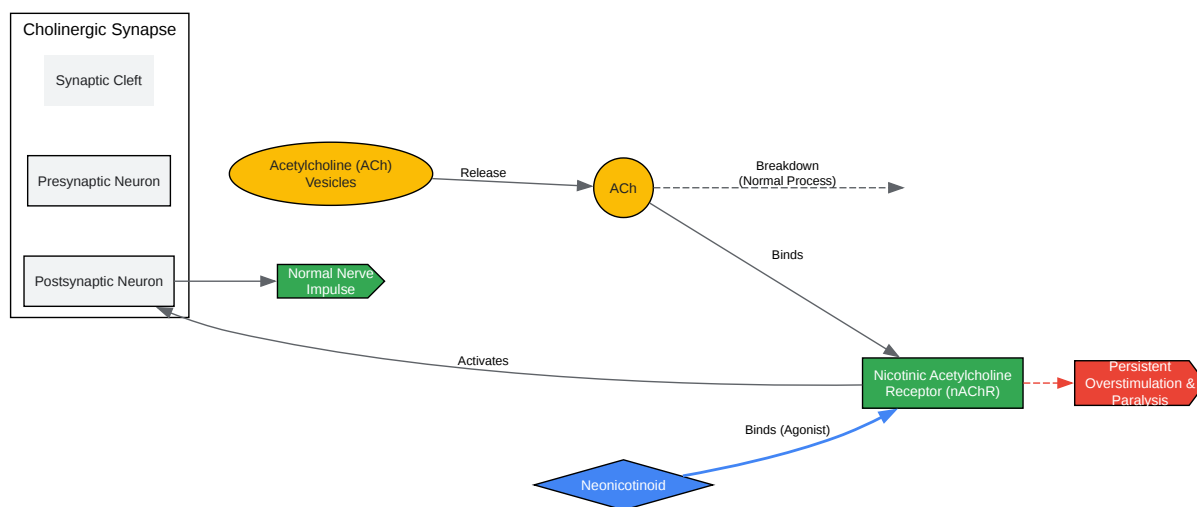 Cholinergic Synapse
Synaptic Cleft
Presynaptic Neuron
Postsynaptic Neuron
Acetylcholine (ACh)
Vesicles
Release
ACh
Breakdown
(Normal Process)
Binds
Normal Nerve
Impulse
Activates
Nicotinic Acetylcholine
Receptor (nAChR)
Persistent
Overstimulation &
Paralysis
Binds (Agonist)
Neonicotinoid